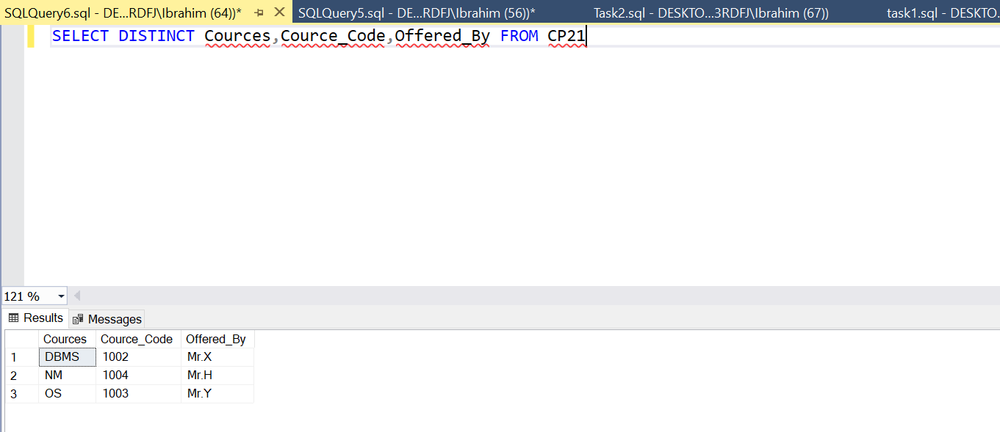 SQLQuery6.sql - DE...RDFJ\Ibrahim (64))* SQLQuery5.sql - DE...RDFJ\Ibrahim (56))* Task2.sql - DESKTO...3RDFJ\Ibrahim (67)) task1.sql - DESKTO.
SELECT DISTINCT Cources,Cource_Code,Offered_By FROM CP21
121 %
Results Messages
Cources Cource_Code Offered_By
1 DBMS 1002 Mr.X
2 NM 1004 Mr.H
3 OS 1003 Mr.Y